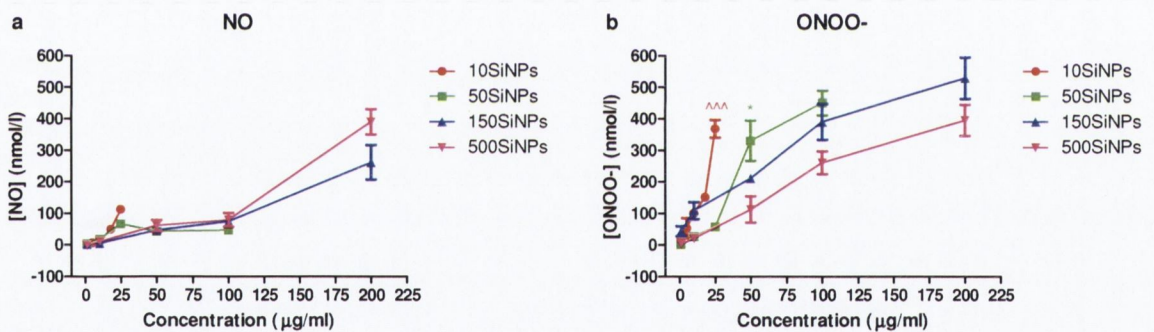 a
NO
[NO] (nmol/l)
600
500
400
300
200
100
0
-100
0 25 50 75 100 125 150 175 200 225
Concentration ( μg/ml)
10SiNPs
50SiNPs
150SiNPs
500SiNPs
b
ONOO-
[ONOO-] (nmol/l)
600
500
400
300
200
100
0
-100
^^^
*
0 25 50 75 100 125 150 175 200 225
Concentration ( μg/ml)
10SiNPs
50SiNPs
150SiNPs
500SiNPs